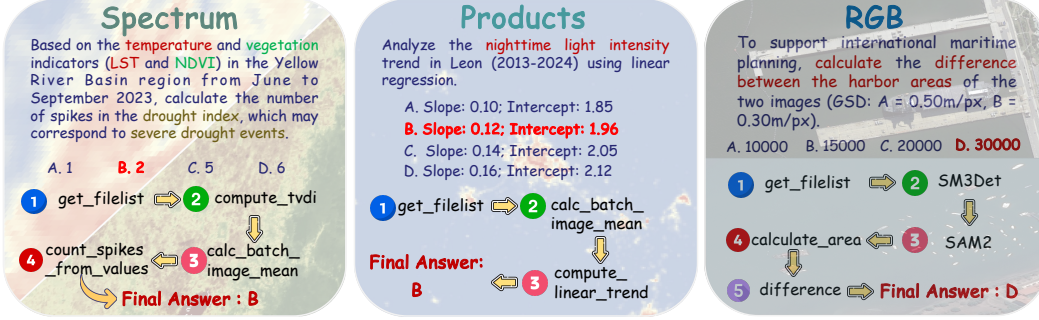 Spectrum
Based on the temperature and vegetation
indicators (LST and NDVI) in the Yellow
River Basin region from June to
September 2023, calculate the number
of spikes in the drought index, which may
correspond to severe drought events.
A. 1 B. 2 C. 5 D. 6
1 get_filelist 2 compute_tvdi
4 count_spikes
_from_values
3 calc_batch_
image_mean
Final Answer : B
Products
Analyze the nighttime light intensity
trend in Leon (2013-2024) using linear
regression.
A. Slope: 0.10; Intercept: 1.85
B. Slope: 0.12; Intercept: 1.96
C. Slope: 0.14; Intercept: 2.05
D. Slope: 0.16; Intercept: 2.12
1 get_filelist 2 calc_batch_
image_mean
Final Answer:
B
3 compute_
linear_trend
RGB
To support international maritime
planning, calculate the difference
between the harbor areas of the
two images (GSD: A = 0.50m/px, B =
0.30m/px).
A. 10000 B. 15000 C. 20000 D. 30000
1 get_filelist 2 SM3Det
4 calculate_area 3 SAM2
5 difference Final Answer : D